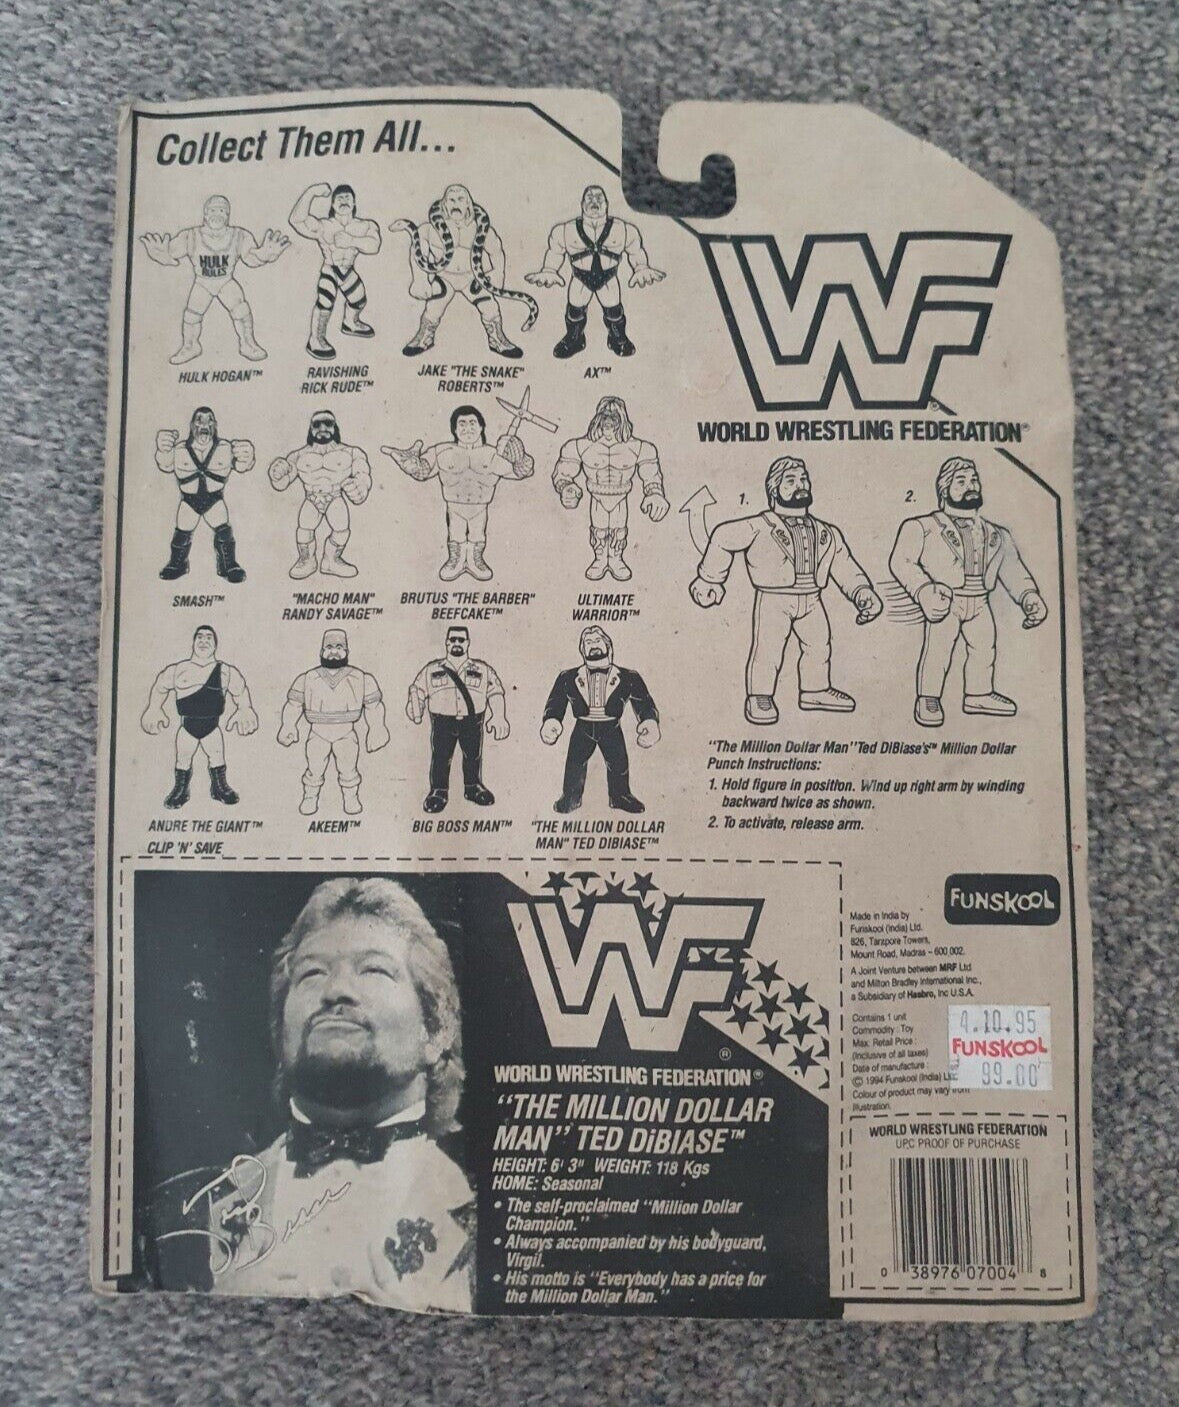 Collect Them All...
HULK
RULES
HULK HOGAN™
RAVISHING
RICK RUDE™
JAKE "THE SNAKE"
ROBERTS™
AX™
WF
WORLD WRESTLING FEDERATION®
SMASH™
"MACHO MAN"
RANDY SAVAGE™
BRUTUS "THE BARBER"
BEEFCAKE™
ULTIMATE
WARRIOR™
1.
2.
ANDRE THE GIANT™
AKEEM™
BIG BOSS MAN™
"THE MILLION DOLLAR
MAN" TED DIBIASE™
"The Million Dollar Man" Ted DIBiase's™ Million Dollar
Punch Instructions:
1. Hold figure in position. Wind up right arm by winding
backward twice as shown.
2. To activate, release arm.
CLIP 'N' SAVE
WF
WORLD WRESTLING FEDERATION®
"THE MILLION DOLLAR
MAN" TED DiBIASE™
HEIGHT: 6' 3" WEIGHT: 118 Kgs
HOME: Seasonal
• The self-proclaimed "Million Dollar
Champion."
• Always accompanied by his bodyguard,
Virgil.
• His motto is "Everybody has a price for
the Million Dollar Man."
FUNSKOOL
Made in India by
Funskool (India) Ltd.
826, Tarapore Towers,
Mount Road, Madras - 600 002.
A Joint Venture between MRF Ltd
and Milton Bradley International Inc.,
a Subsidiary of Hasbro, Inc U.S.A.
Contains 1 unit
Commodity : Toy
Max. Retail Price :
(Inclusive of all taxes)
Date of manufacture :
© 1994 Funskool (India) L
Colour of product may vary from
illustration.
4.10.95
FUNSKOOL
99.00
WORLD WRESTLING FEDERATION
UPC PROOF OF PURCHASE
0 38976 07004 8